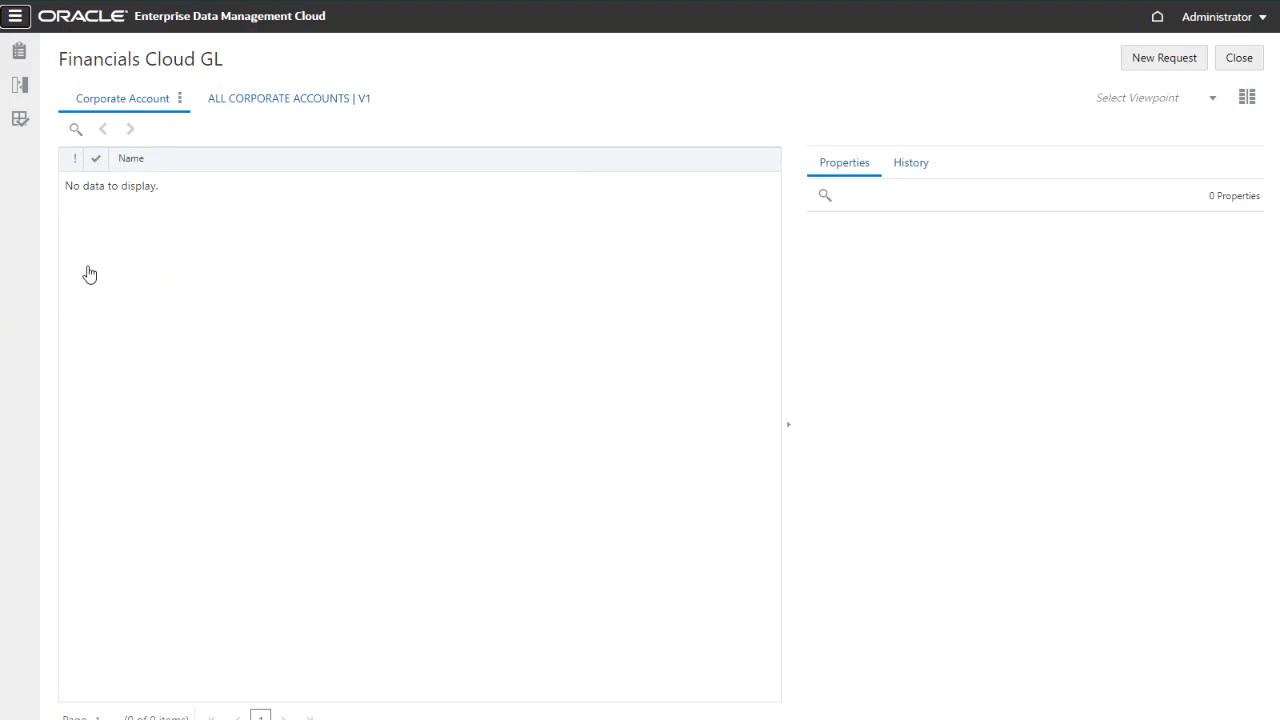 ORACLE Enterprise Data Management Cloud
Administrator
Financials Cloud GL
New Request
Close
Corporate Account
ALL CORPORATE ACCOUNTS | V1
Select Viewpoint
! Name
No data to display.
Properties
History
0 Properties
Page 1 (0 of 0 items) 1